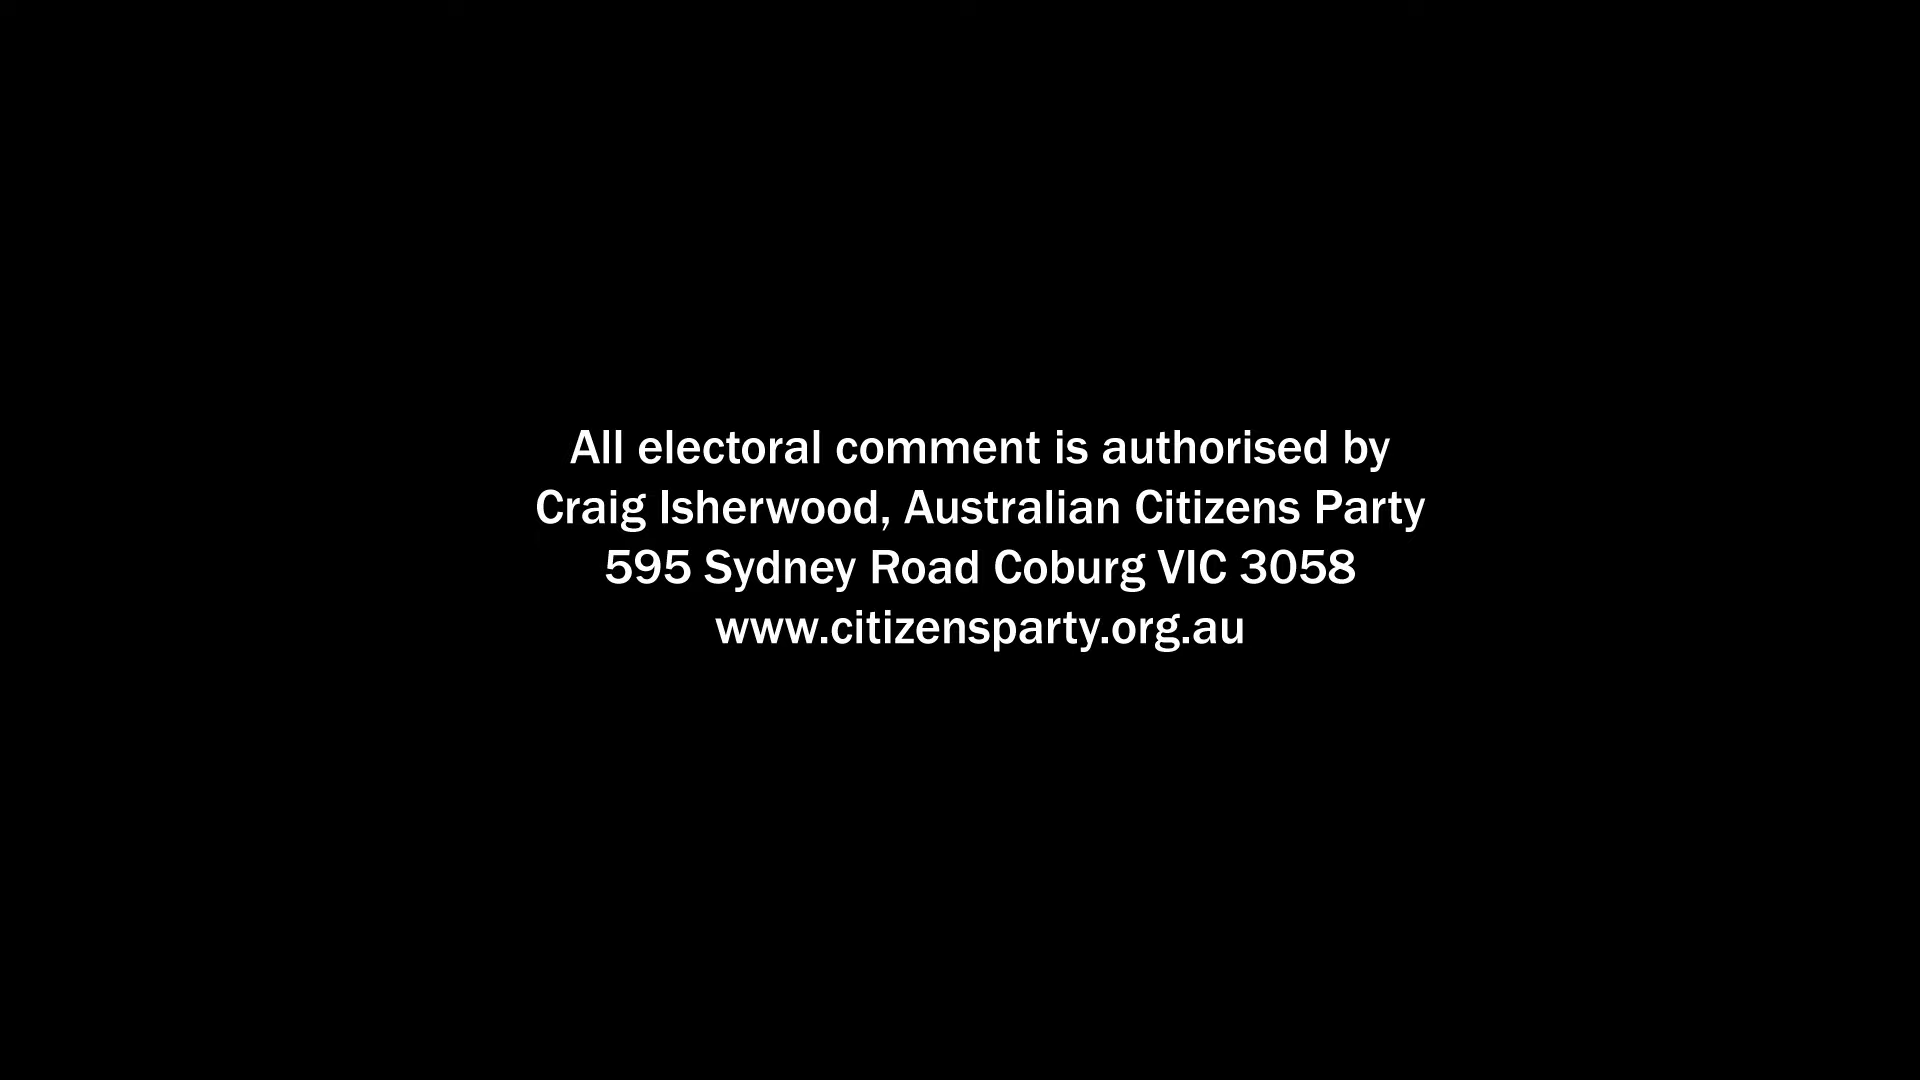 All electoral comment is authorised by
Craig Isherwood, Australian Citizens Party
595 Sydney Road Coburg VIC 3058
www.citizensparty.org.au